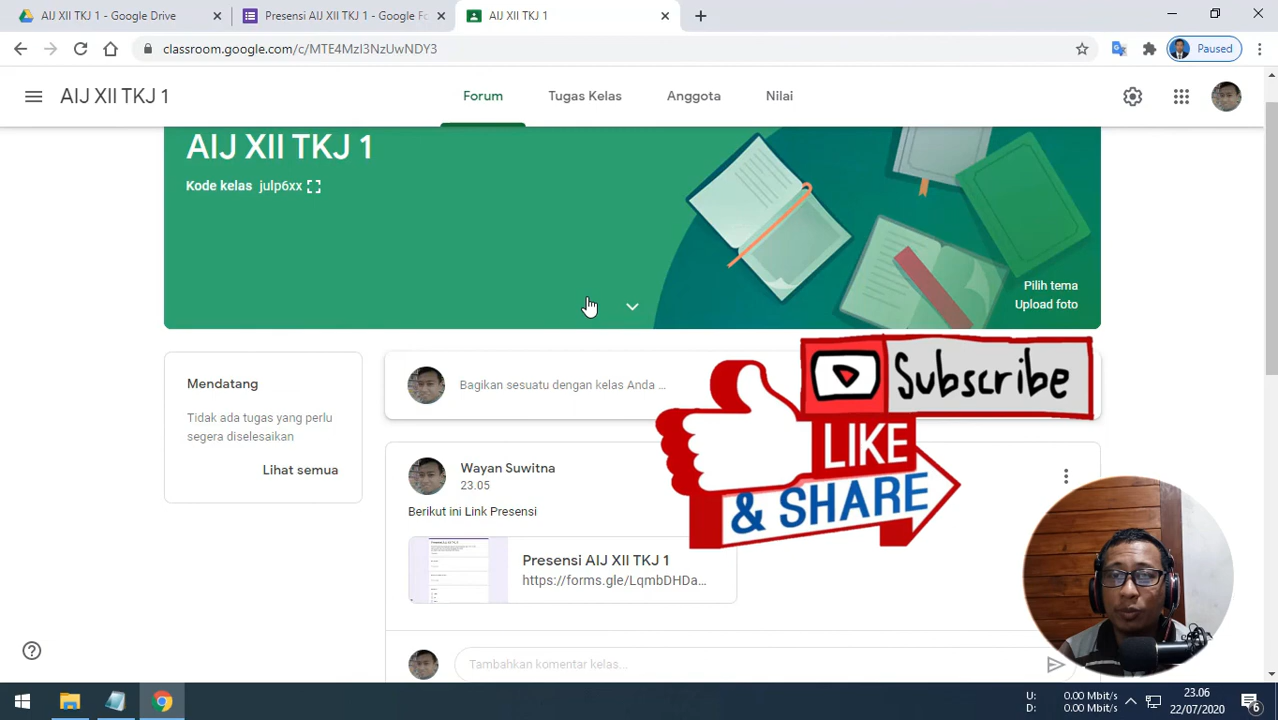 AIJ XII TKJ 1 - Google Drive
Presensi AIJ XII TKJ 1 - Google Fo
AIJ XII TKJ 1
classroom.google.com/c/MTE4MzI3NzUwNDY3
Paused
AIJ XII TKJ 1
Forum
Tugas Kelas
Anggota
Nilai
AIJ XII TKJ 1
Kode kelas julp6xx
Pilih tema
Upload foto
Mendatang
Tidak ada tugas yang perlu
segera diselesaikan
Lihat semua
Bagikan sesuatu dengan kelas Anda ...
Subscribe
LIKE
& SHARE
Wayan Suwitna
23.05
Berikut ini Link Presensi
Presensi AIJ XII TKJ 1
https://forms.gle/LqmbDHDa...
Tambahkan komentar kelas...
U: 0.00 Mbit/s
D: 0.00 Mbit/s
23.06
22/07/2020
6